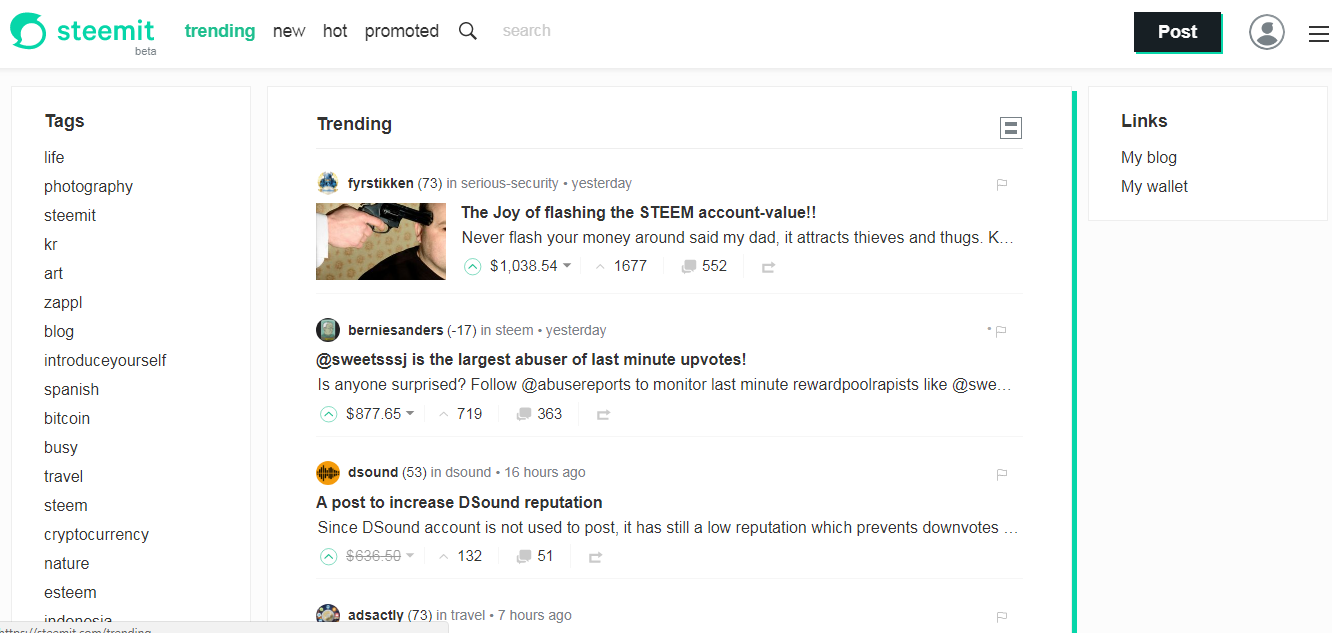 steemit
beta
trending new hot promoted search
Post
Tags
life
photography
steemit
kr
art
zappl
blog
introduceyourself
spanish
bitcoin
busy
travel
steem
cryptocurrency
nature
esteem
indonesia
https://steemit.com/trending
Trending
fyrstikken (73) in serious-security • yesterday
The Joy of flashing the STEEM account-value!!
Never flash your money around said my dad, it attracts thieves and thugs. K…
$1,038.54 1677 552
berniesanders (-17) in steem • yesterday
@sweetsssj is the largest abuser of last minute upvotes!
Is anyone surprised? Follow @abusereports to monitor last minute rewardpoolrapists like @swe…
$877.65 719 363
dsound (53) in dsound • 16 hours ago
A post to increase DSound reputation
Since DSound account is not used to post, it has still a low reputation which prevents downvotes …
$636.50 132 51
adsactly (73) in travel • 7 hours ago
Links
My blog
My wallet